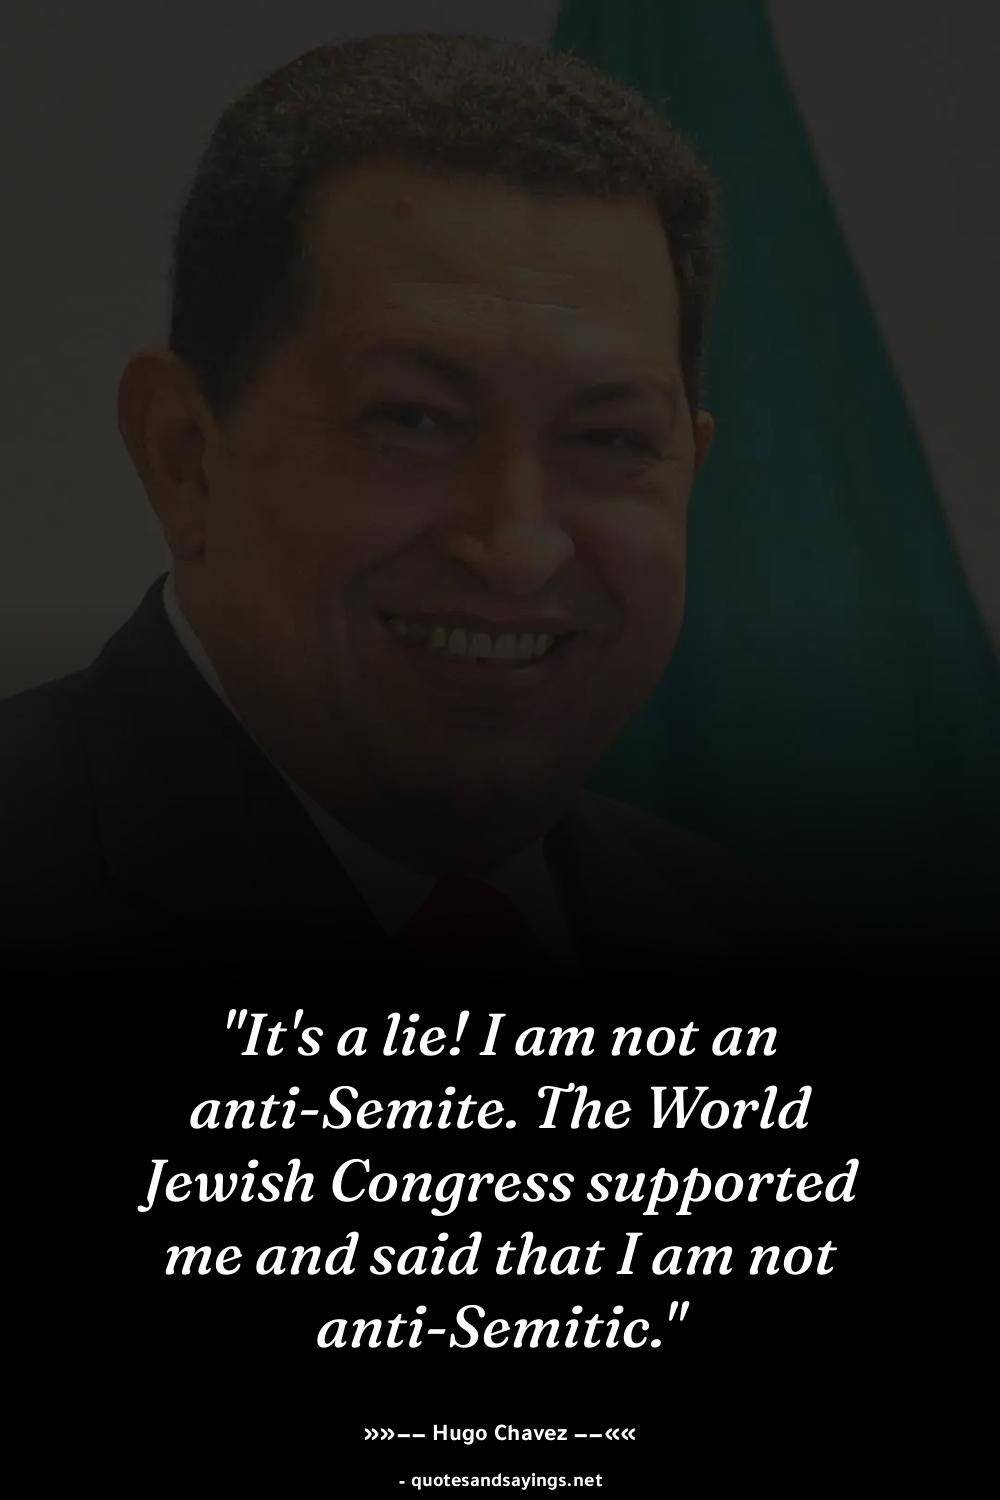 "It's a lie! I am not an
anti-Semite. The World
Jewish Congress supported
me and said that I am not
anti-Semitic."
»»–– Hugo Chavez ––««
- quotesandsayings.net